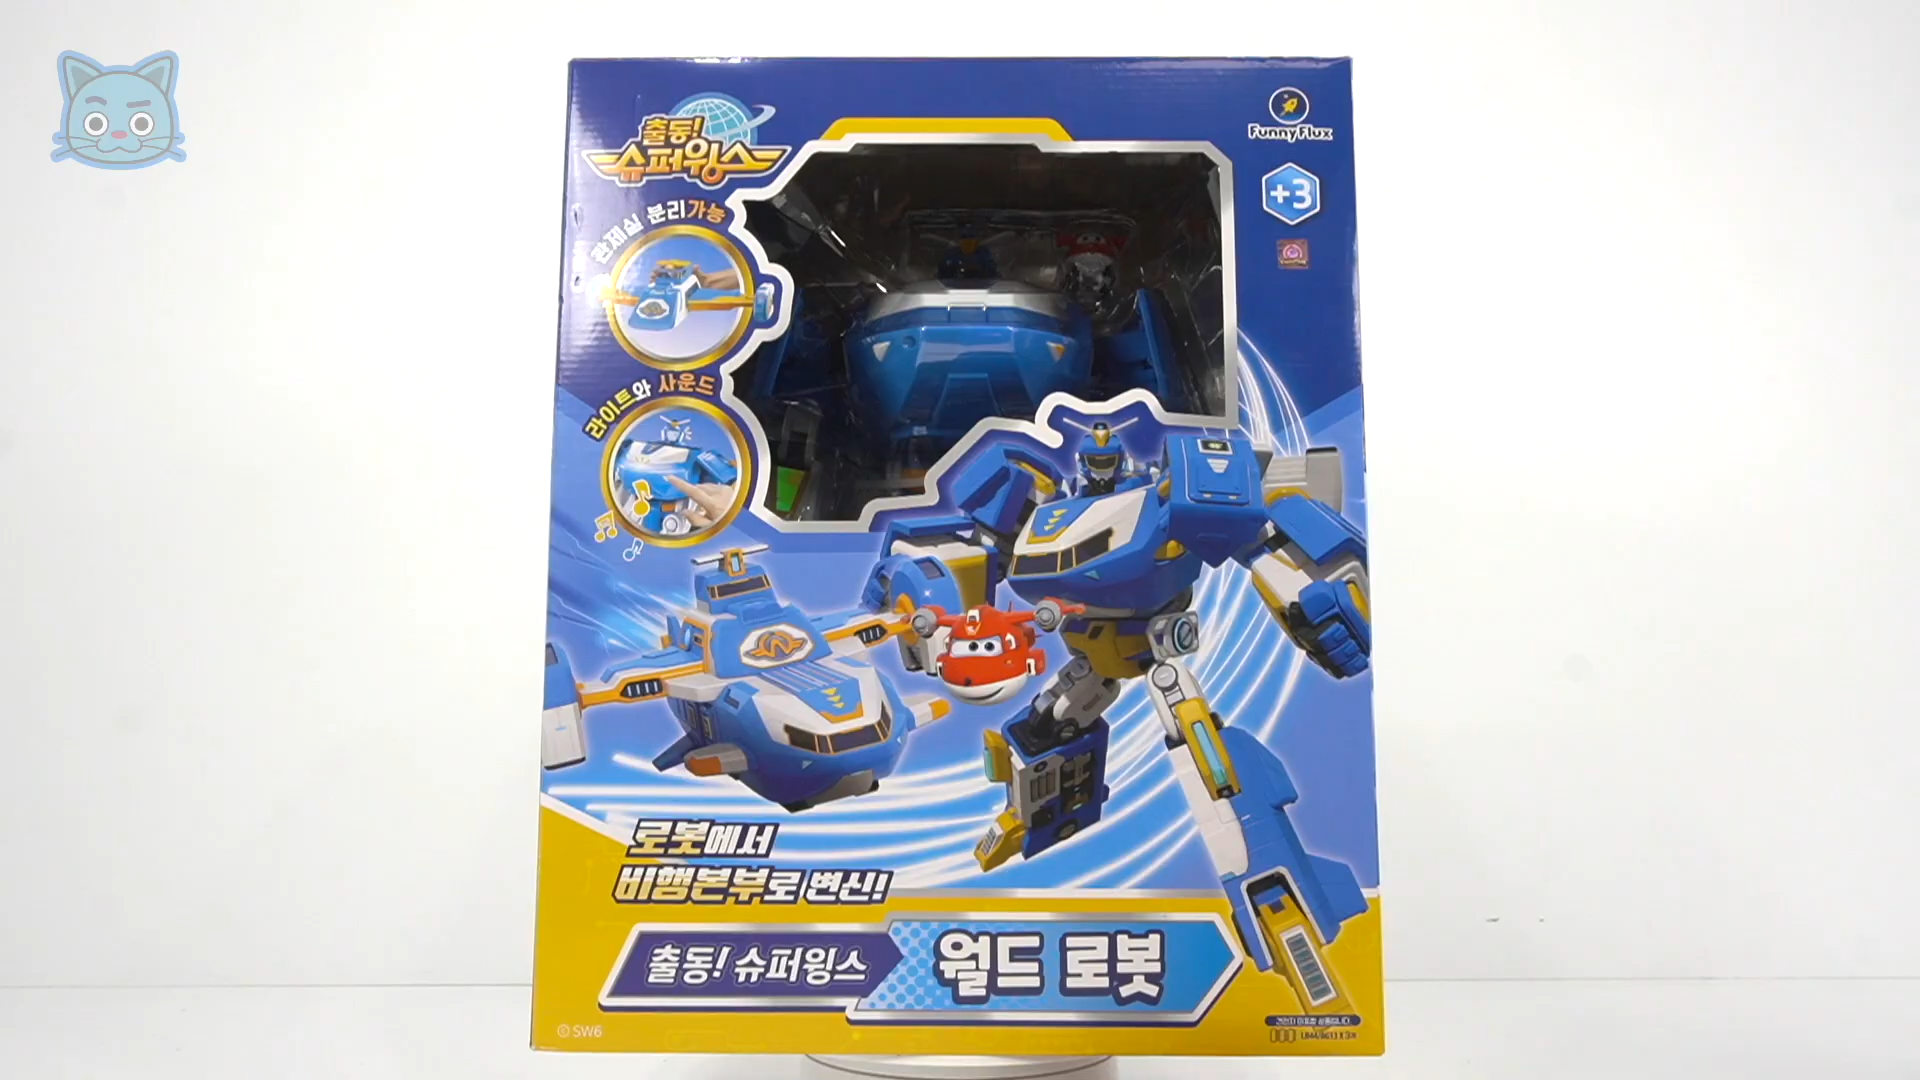 출동!
슈퍼윙스
FunnyFlux
+3
관제실 분리가능
라이트와 사운드
로봇에서
비행본부로 변신!
출동! 슈퍼윙스
월드 로봇
© SW6